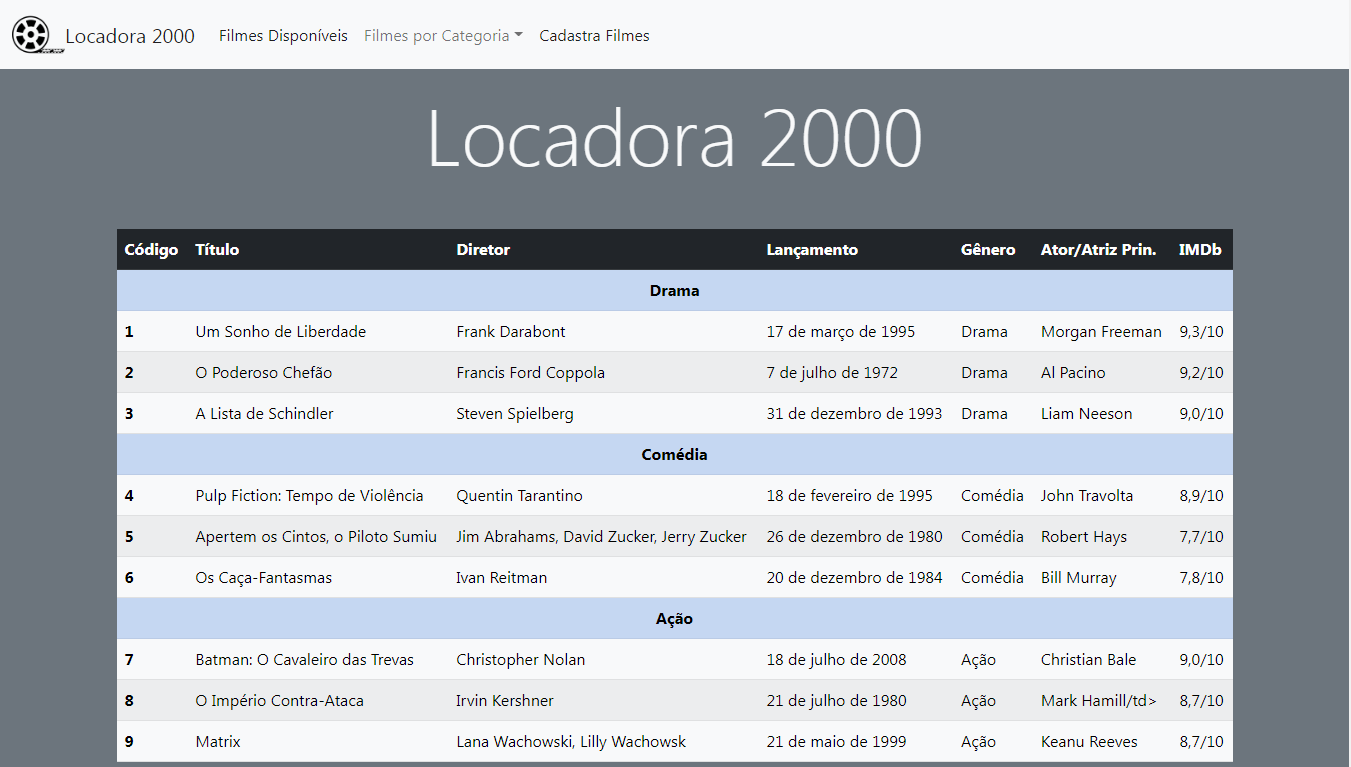 Locadora 2000 Filmes Disponíveis Filmes por Categoria Cadastra Filmes
Locadora 2000
Código Título Diretor Lançamento Gênero Ator/Atriz Prin. IMDb
Drama
1 Um Sonho de Liberdade Frank Darabont 17 de março de 1995 Drama Morgan Freeman 9,3/10
2 O Poderoso Chefão Francis Ford Coppola 7 de julho de 1972 Drama Al Pacino 9,2/10
3 A Lista de Schindler Steven Spielberg 31 de dezembro de 1993 Drama Liam Neeson 9,0/10
Comédia
4 Pulp Fiction: Tempo de Violência Quentin Tarantino 18 de fevereiro de 1995 Comédia John Travolta 8,9/10
5 Apertem os Cintos, o Piloto Sumiu Jim Abrahams, David Zucker, Jerry Zucker 26 de dezembro de 1980 Comédia Robert Hays 7,7/10
6 Os Caça-Fantasmas Ivan Reitman 20 de dezembro de 1984 Comédia Bill Murray 7,8/10
Ação
7 Batman: O Cavaleiro das Trevas Christopher Nolan 18 de julho de 2008 Ação Christian Bale 9,0/10
8 O Império Contra-Ataca Irvin Kershner 21 de julho de 1980 Ação Mark Hamill/td> 8,7/10
9 Matrix Lana Wachowski, Lilly Wachowsk 21 de maio de 1999 Ação Keanu Reeves 8,7/10